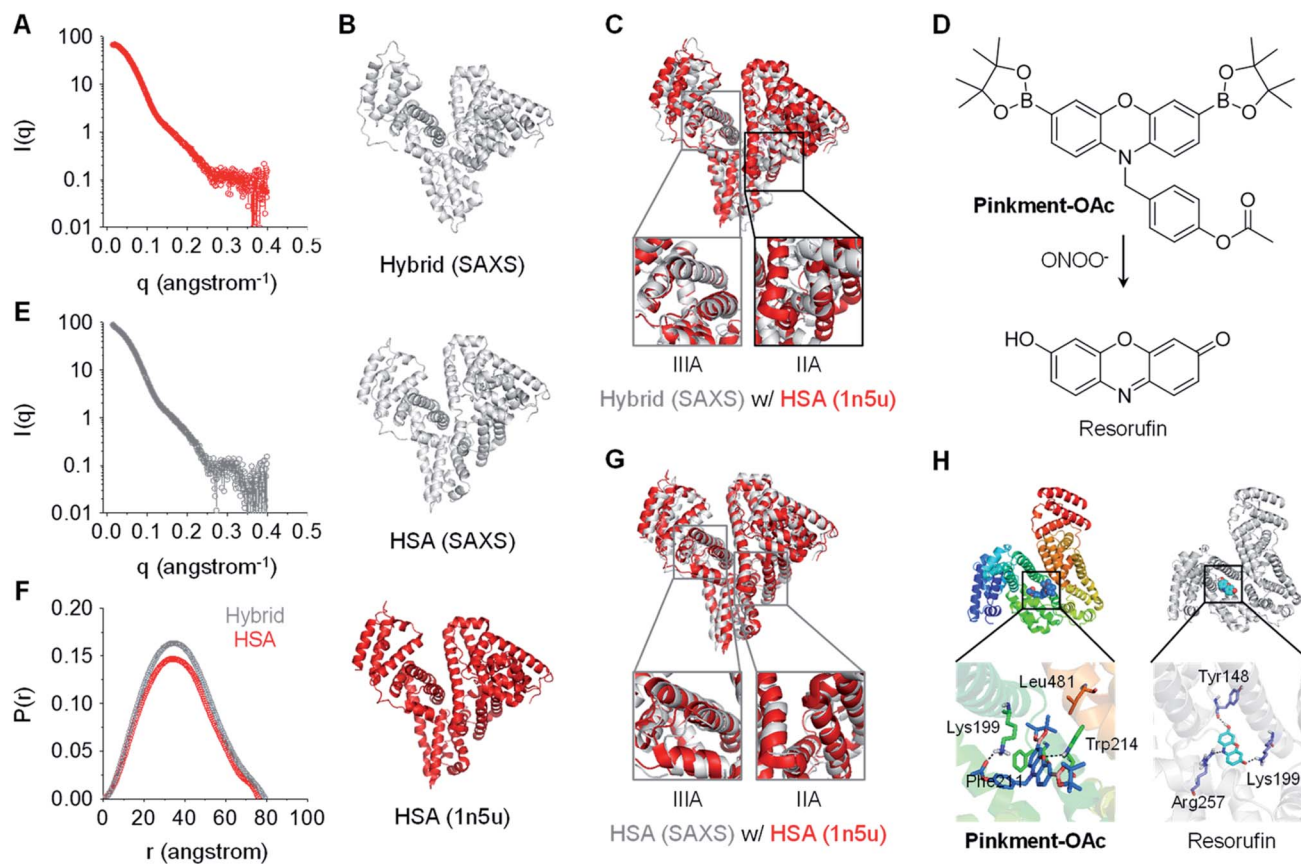 A
100
10
1
0.1
0.01
I(q)
0.0 0.1 0.2 0.3 0.4 0.5
q (angstrom-1)
B
Hybrid (SAXS)
HSA (SAXS)
HSA (1n5u)
C
IIIA
IIA
Hybrid (SAXS) w/ HSA (1n5u)
D
O O
B
O
B
O O
N
Pinkment-OAc
O
O
ONOO-
HO
O
O
N
Resorufin
E
100
10
1
0.1
0.01
I(q)
0.0 0.1 0.2 0.3 0.4 0.5
q (angstrom-1)
F
0.20
0.15
0.10
0.05
0.00
P(r)
Hybrid
HSA
0 20 40 60 80 100
r (angstrom)
G
IIIA
IIA
HSA (SAXS) w/ HSA (1n5u)
H
Leu481
Lys199
Trp214
Phe211
Pinkment-OAc
Tyr148
Lys199
Arg257
Resorufin